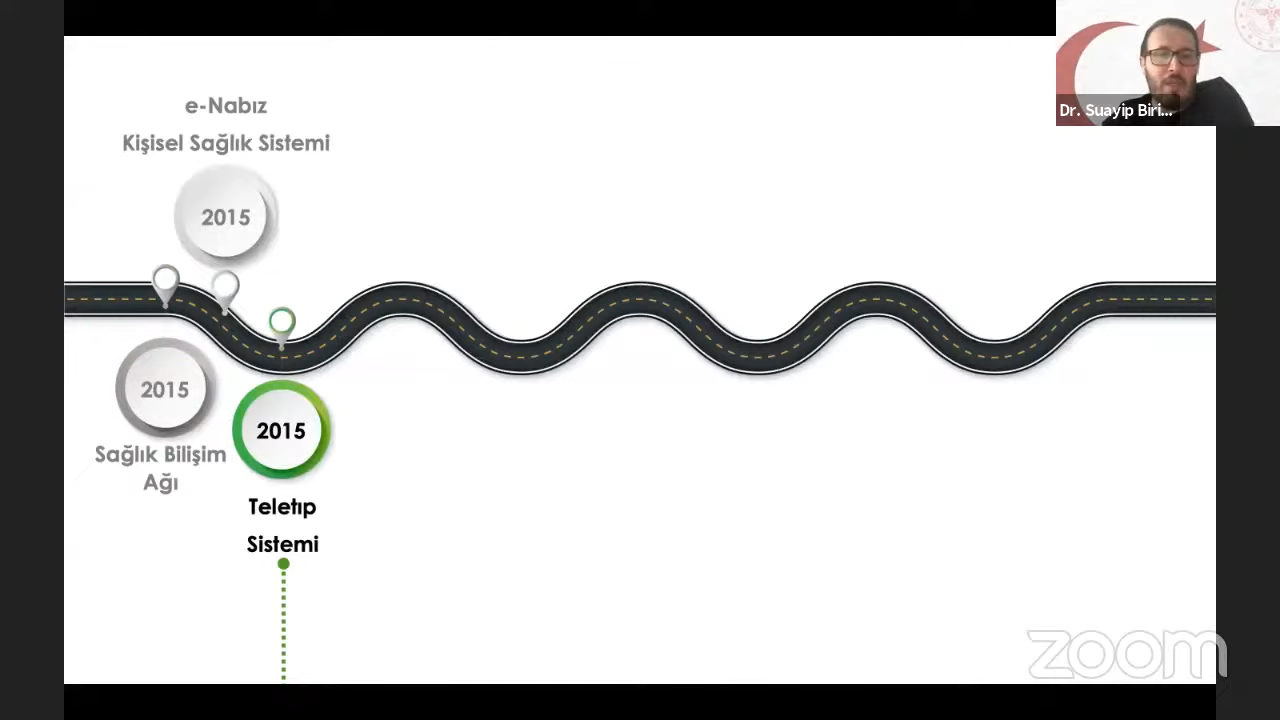 e-Nabız
Kişisel Sağlık Sistemi
2015
2015
Sağlık Bilişim
Ağı
2015
Teletıp
Sistemi
Dr. Suayip Biri...
zoom